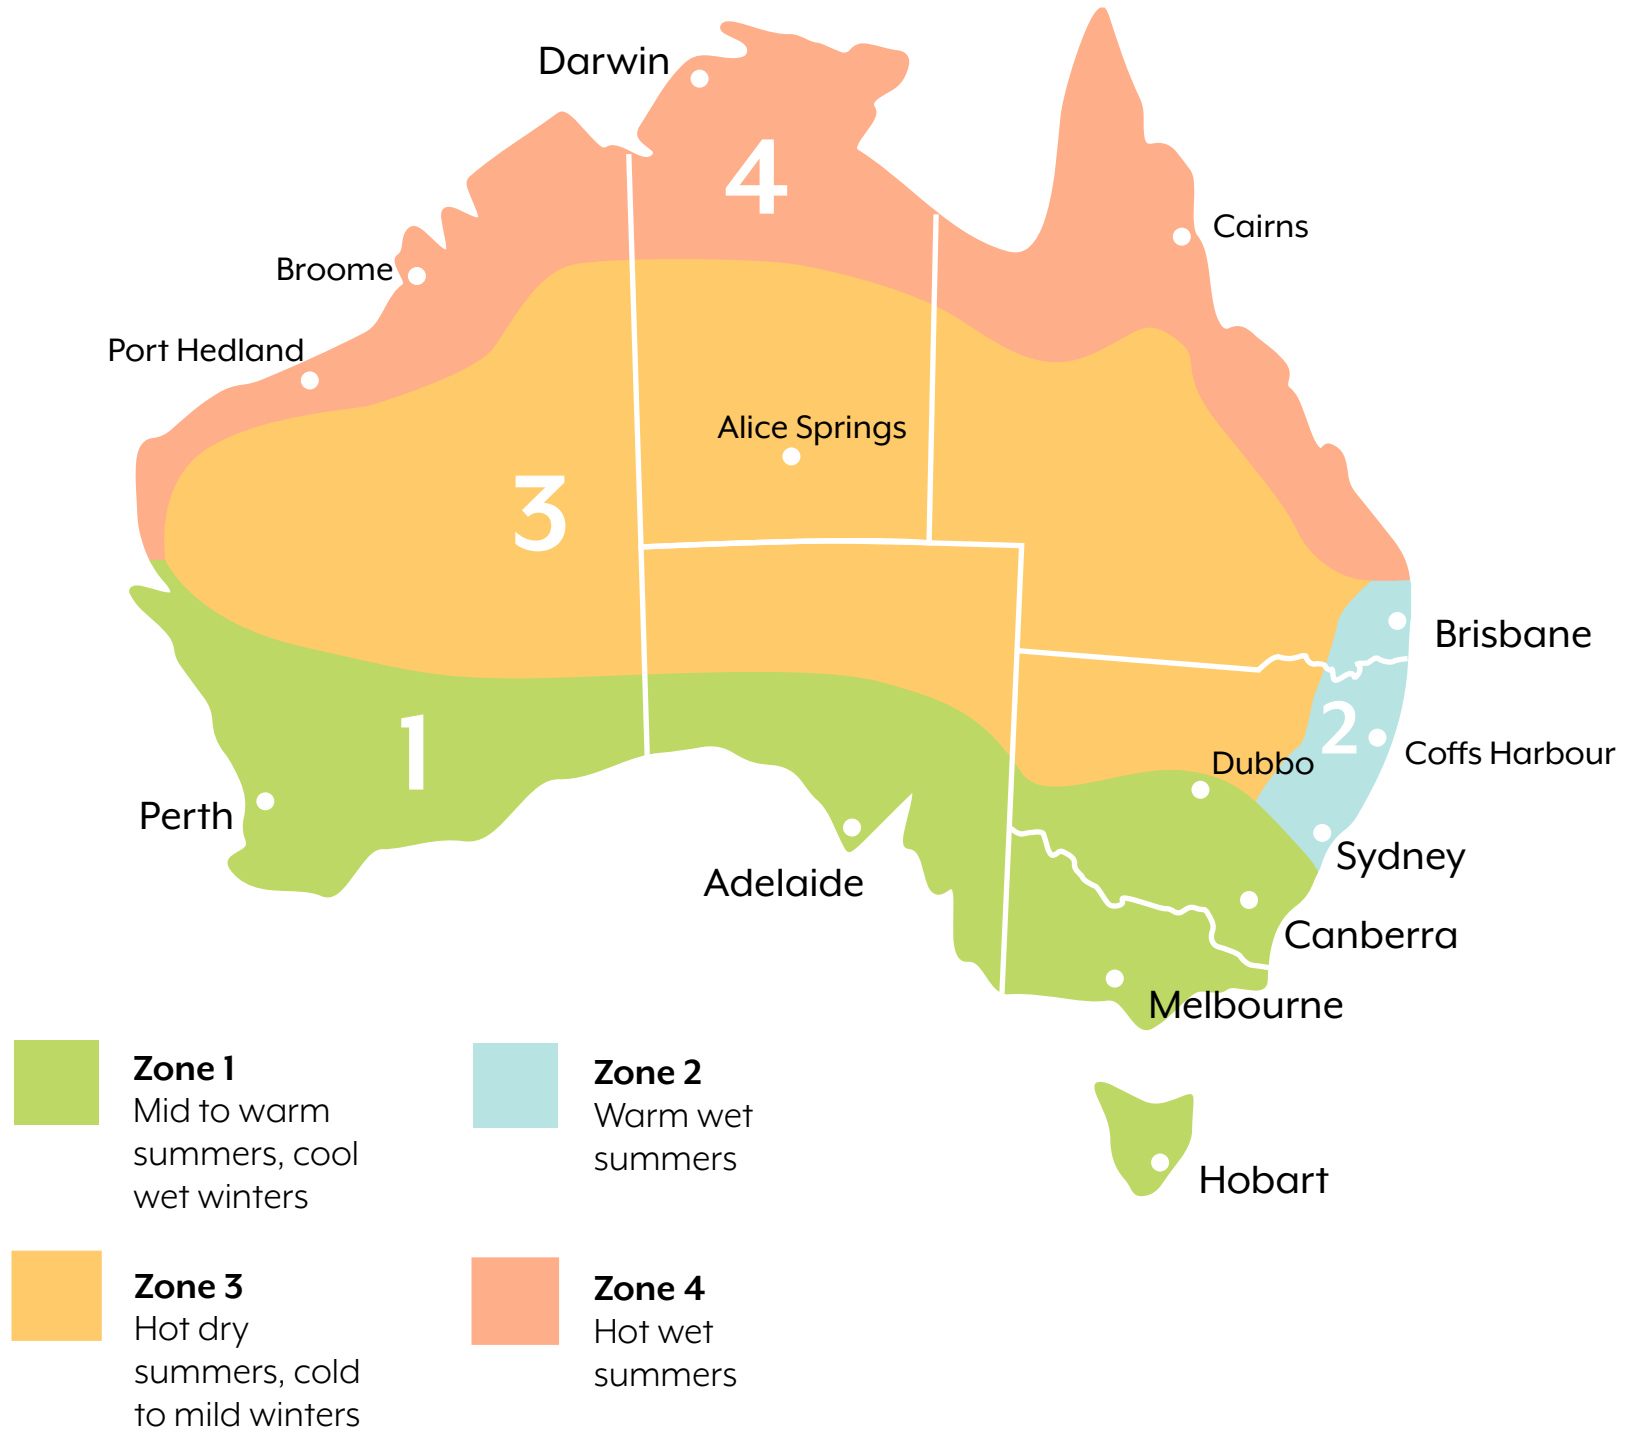 Darwin
4
Cairns
Broome
Port Hedland
Alice Springs
3
Brisbane
2
Coffs Harbour
1
Dubbo
Perth
Sydney
Adelaide
Canberra
Melbourne
Zone 1
Mid to warm
summers, cool
wet winters
Zone 2
Warm wet
summers
Hobart
Zone 3
Hot dry
summers, cold
to mild winters
Zone 4
Hot wet
summers